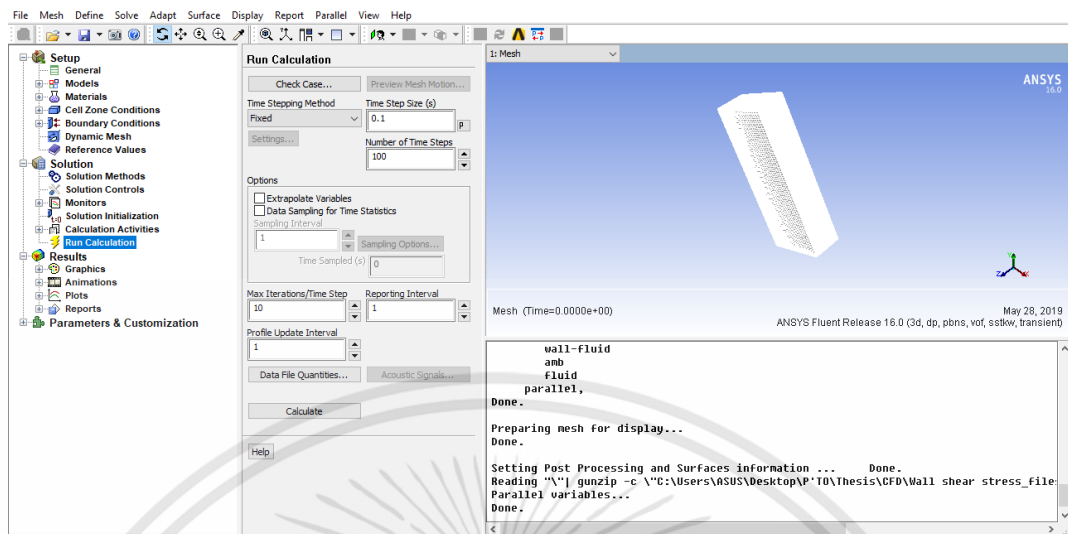 File Mesh Define Solve Adapt Surface Display Report Parallel View Help
Setup
General
Models
Materials
Cell Zone Conditions
Boundary Conditions
Dynamic Mesh
Reference Values
Solution
Solution Methods
Solution Controls
Monitors
Solution Initialization
Calculation Activities
Run Calculation
Results
Graphics
Animations
Plots
Reports
Parameters & Customization
Run Calculation
Check Case... Preview Mesh Motion...
Time Stepping Method Time Step Size (s)
Fixed 0.1 p
Settings... Number of Time Steps
100
Options
Extrapolate Variables
Data Sampling for Time Statistics
Sampling Interval
1 Sampling Options...
Time Sampled (s) 0
Max Iterations/Time Step Reporting Interval
10 1
Profile Update Interval
1
Data File Quantities... Acoustic Signals...
Calculate
Help
1: Mesh
ANSYS
16.0
Y
Z X
Mesh (Time=0.0000e+00) May 28, 2019
ANSYS Fluent Release 16.0 (3d, dp, pbns, vof, sstkw, transient)
wall-fluid
amb
fluid
parallel,
Done.
Preparing mesh for display...
Done.
Setting Post Processing and Surfaces information ... Done.
Reading "\"| gunzip -c \"C:\Users\ASUS\Desktop\P'TO\Thesis\CFD\Wall shear stress_file
Parallel variables...
Done.